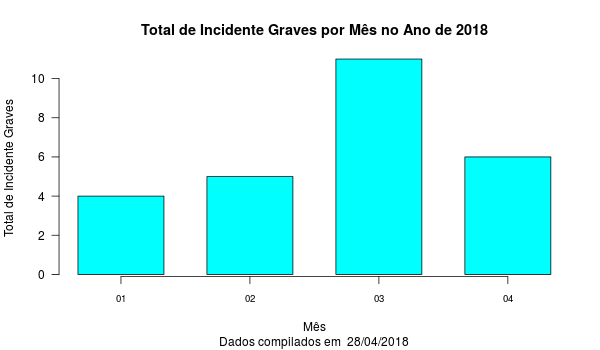 Total de Incidente Graves por Mês no Ano de 2018
Total de Incidente Graves
10
8
6
4
2
0
01 02 03 04
Mês
Dados compilados em 28/04/2018